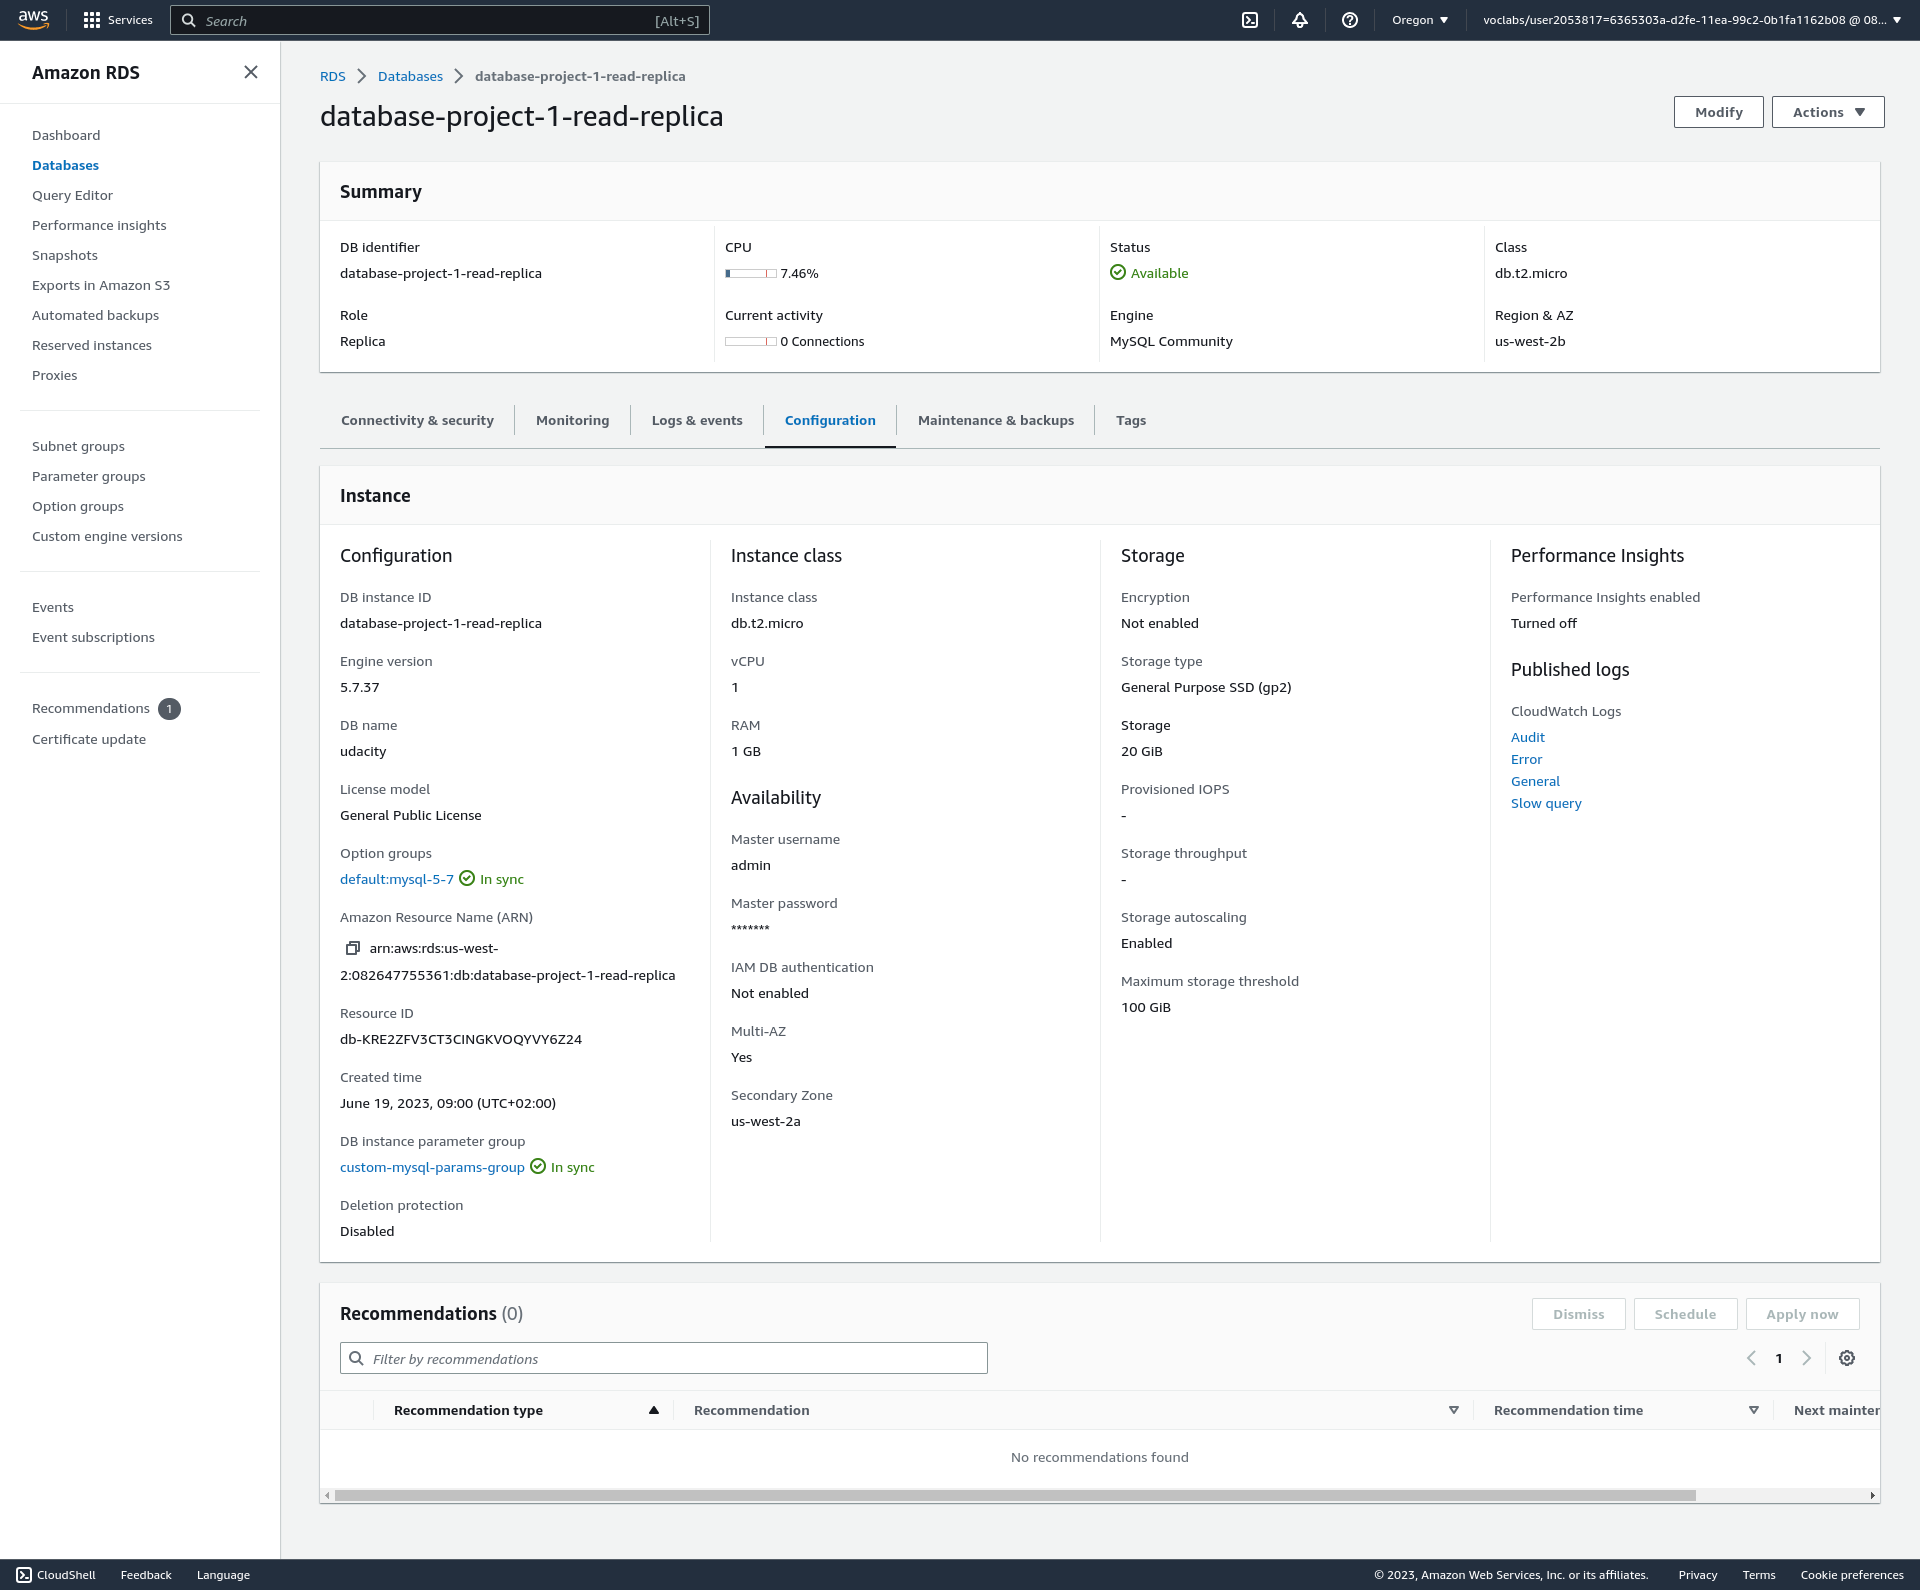 aws
Services
Search [Alt+S]
Oregon
voclabs/user2053817=6365303a-d2fe-11ea-99c2-0b1fa1162b08 @ 08...
Amazon RDS
Dashboard
Databases
Query Editor
Performance insights
Snapshots
Exports in Amazon S3
Automated backups
Reserved instances
Proxies
Subnet groups
Parameter groups
Option groups
Custom engine versions
Events
Event subscriptions
Recommendations 1
Certificate update
RDS > Databases > database-project-1-read-replica
database-project-1-read-replica
Modify
Actions
Summary
DB identifier
database-project-1-read-replica
CPU
7.46%
Status
Available
Class
db.t2.micro
Role
Replica
Current activity
0 Connections
Engine
MySQL Community
Region & AZ
us-west-2b
Connectivity & security
Monitoring
Logs & events
Configuration
Maintenance & backups
Tags
Instance
Configuration
DB instance ID
database-project-1-read-replica
Engine version
5.7.37
DB name
udacity
License model
General Public License
Option groups
default:mysql-5-7 In sync
Amazon Resource Name (ARN)
arn:aws:rds:us-west-
2:082647755361:db:database-project-1-read-replica
Resource ID
db-KRE2ZFV3CT3CINGKVOQYVY6Z24
Created time
June 19, 2023, 09:00 (UTC+02:00)
DB instance parameter group
custom-mysql-params-group In sync
Deletion protection
Disabled
Instance class
Instance class
db.t2.micro
vCPU
1
RAM
1 GB
Availability
Master username
admin
Master password
*******
IAM DB authentication
Not enabled
Multi-AZ
Yes
Secondary Zone
us-west-2a
Storage
Encryption
Not enabled
Storage type
General Purpose SSD (gp2)
Storage
20 GiB
Provisioned IOPS
-
Storage throughput
-
Storage autoscaling
Enabled
Maximum storage threshold
100 GiB
Performance Insights
Performance Insights enabled
Turned off
Published logs
CloudWatch Logs
Audit
Error
General
Slow query
Recommendations (0)
Dismiss
Schedule
Apply now
Filter by recommendations
1
Recommendation type
Recommendation
Recommendation time
Next mainter
No recommendations found
CloudShell
Feedback
Language
© 2023, Amazon Web Services, Inc. or its affiliates.
Privacy
Terms
Cookie preferences